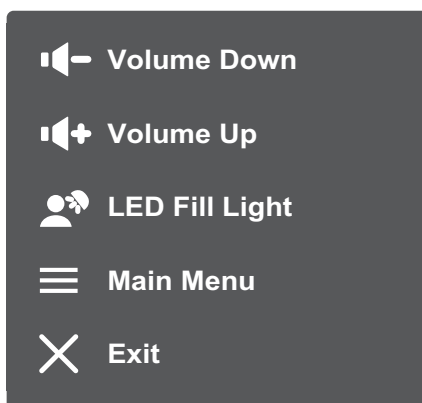 Volume Down
Volume Up
LED Fill Light
Main Menu
Exit